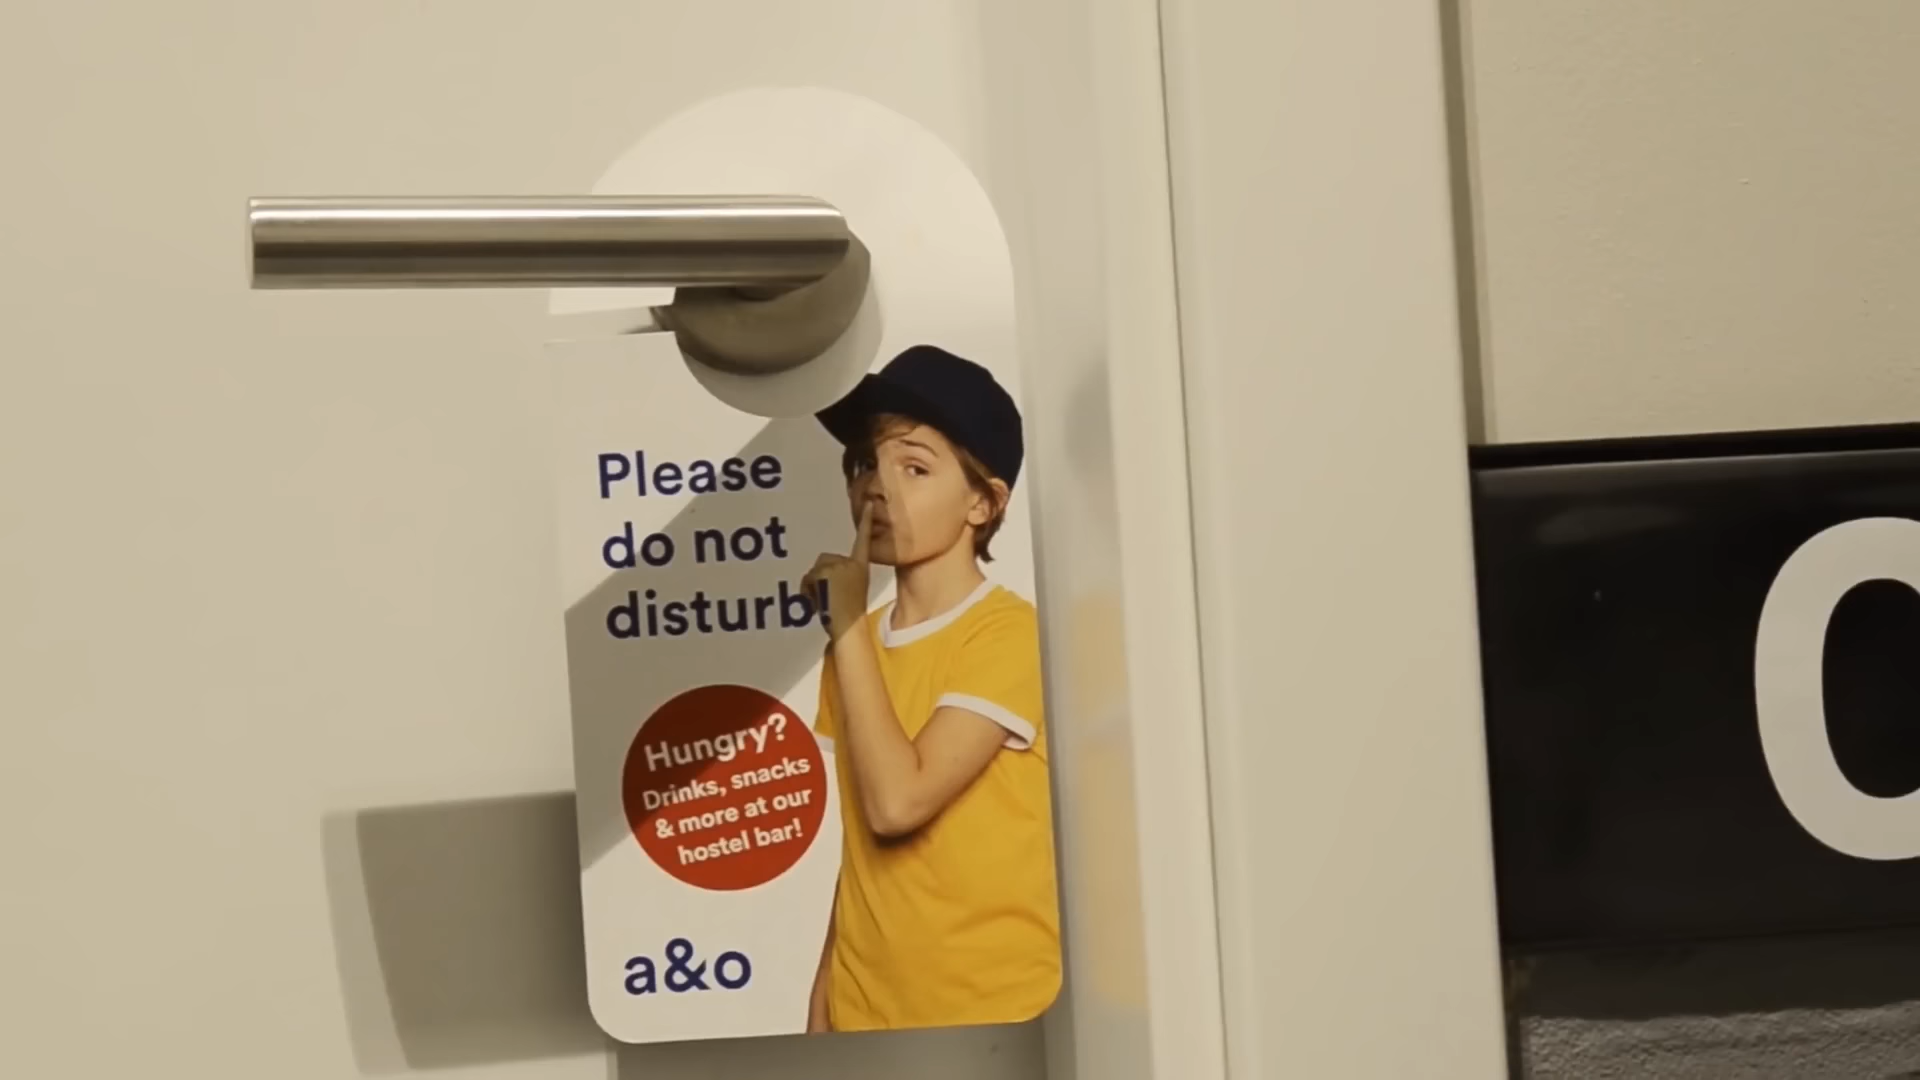 Please
do not
disturb!
Hungry?
Drinks, snacks
& more at our
hostel bar!
a&o